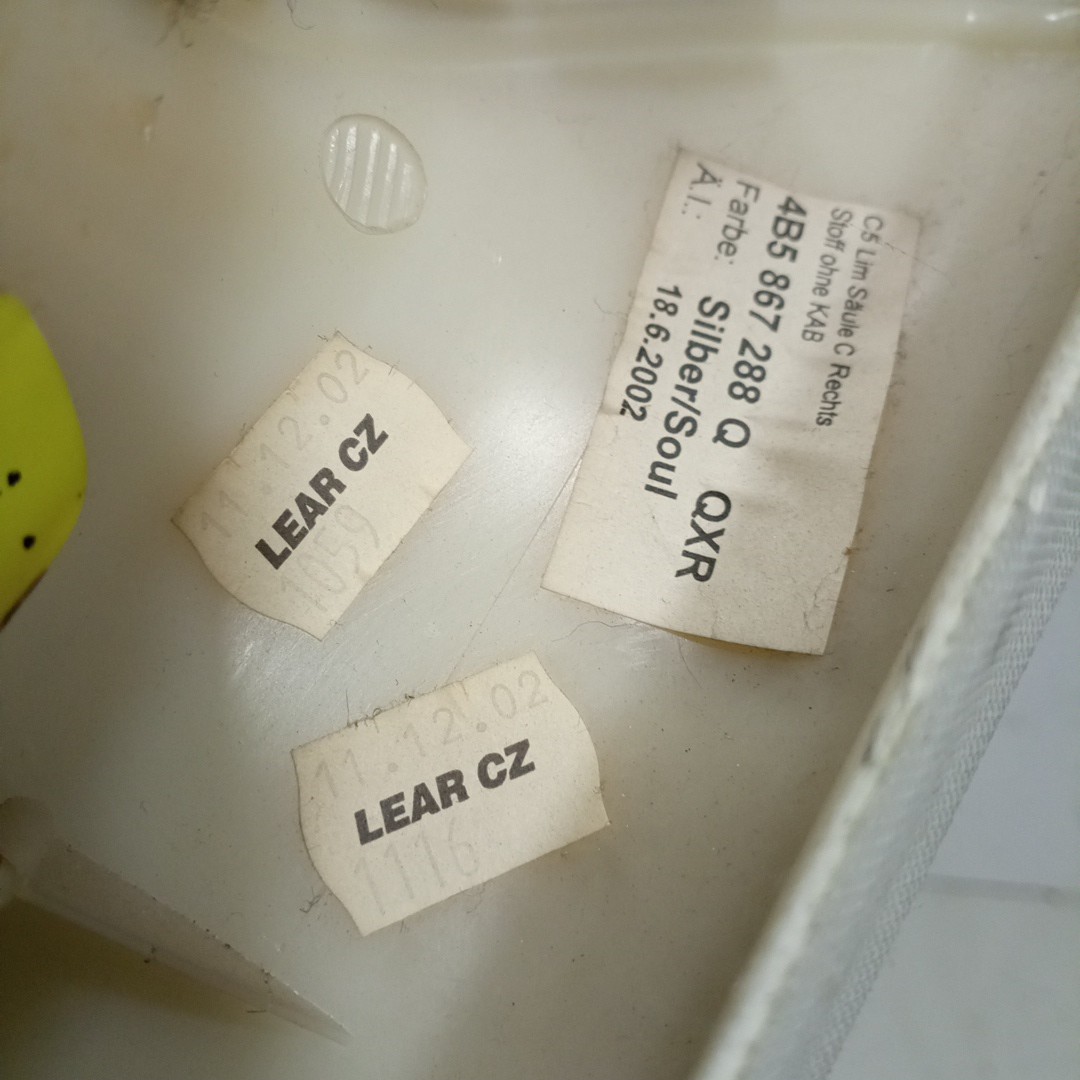 C5 Lim Säule C Rechts
Stoff ohne KAB
4B5 867 288 Q QXR
Farbe: Silber/Soul
Ä.I.: 18.6.2002
11.12.02
LEAR CZ
1059
11.12.02
LEAR CZ
1116